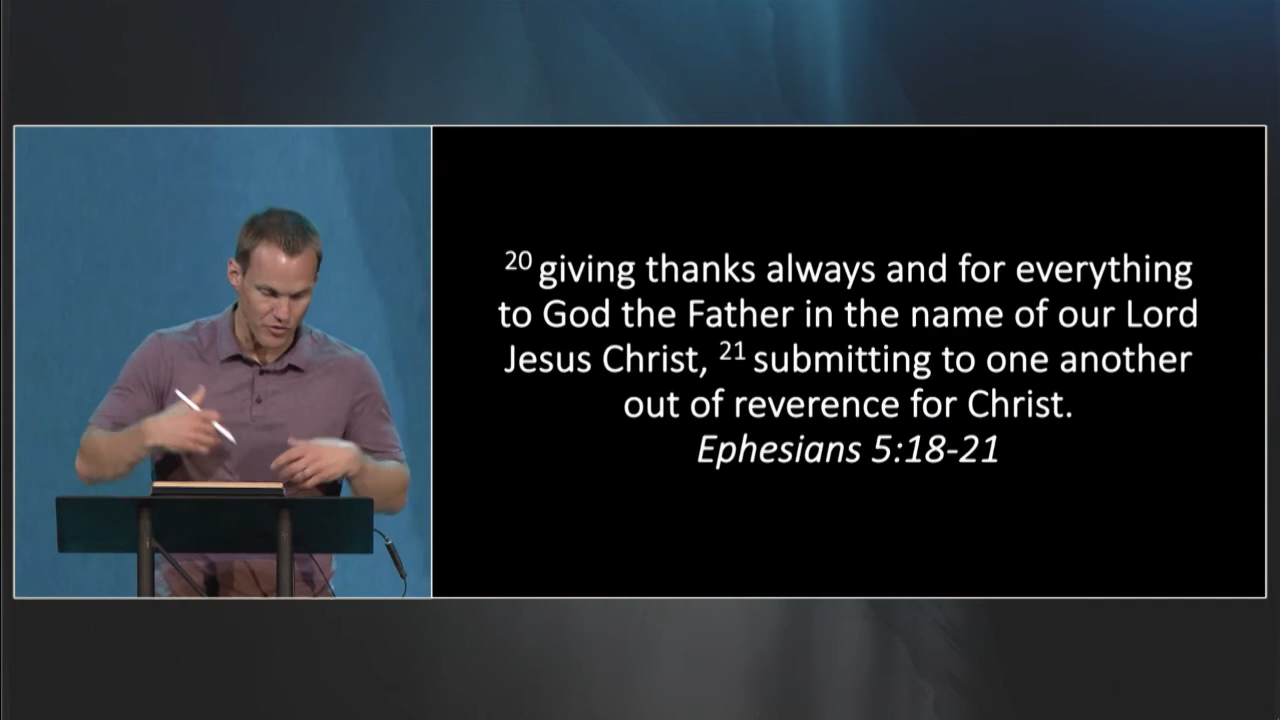 20 giving thanks always and for everything
to God the Father in the name of our Lord
Jesus Christ, 21 submitting to one another
out of reverence for Christ.
Ephesians 5:18-21